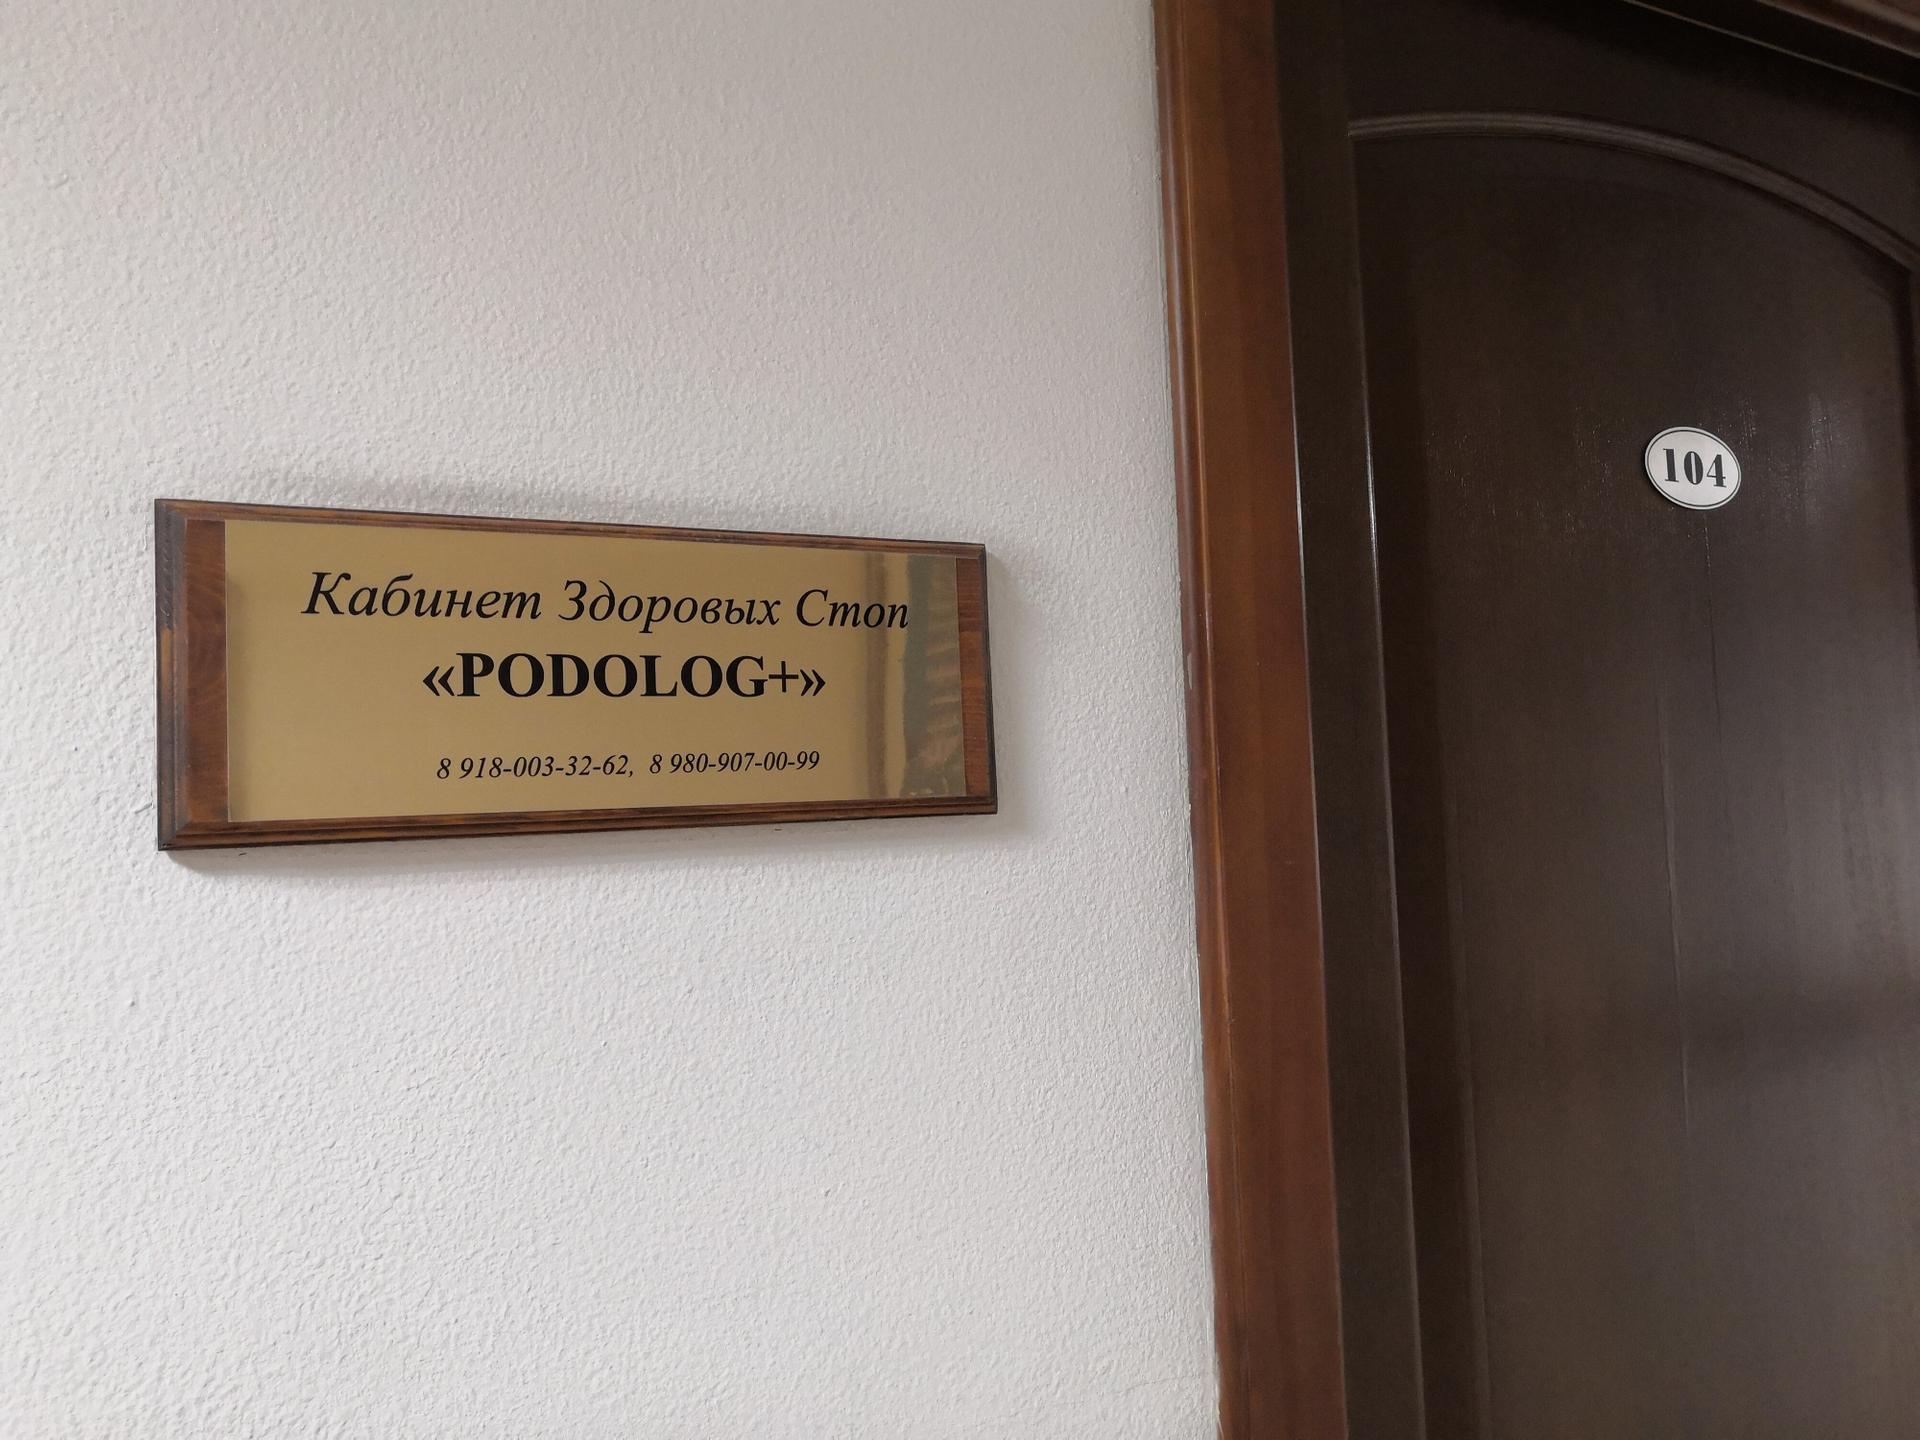 Кабинет Здоровых Стоп
«PODOLOG+»
8 918-003-32-62, 8 980-907-00-99
104